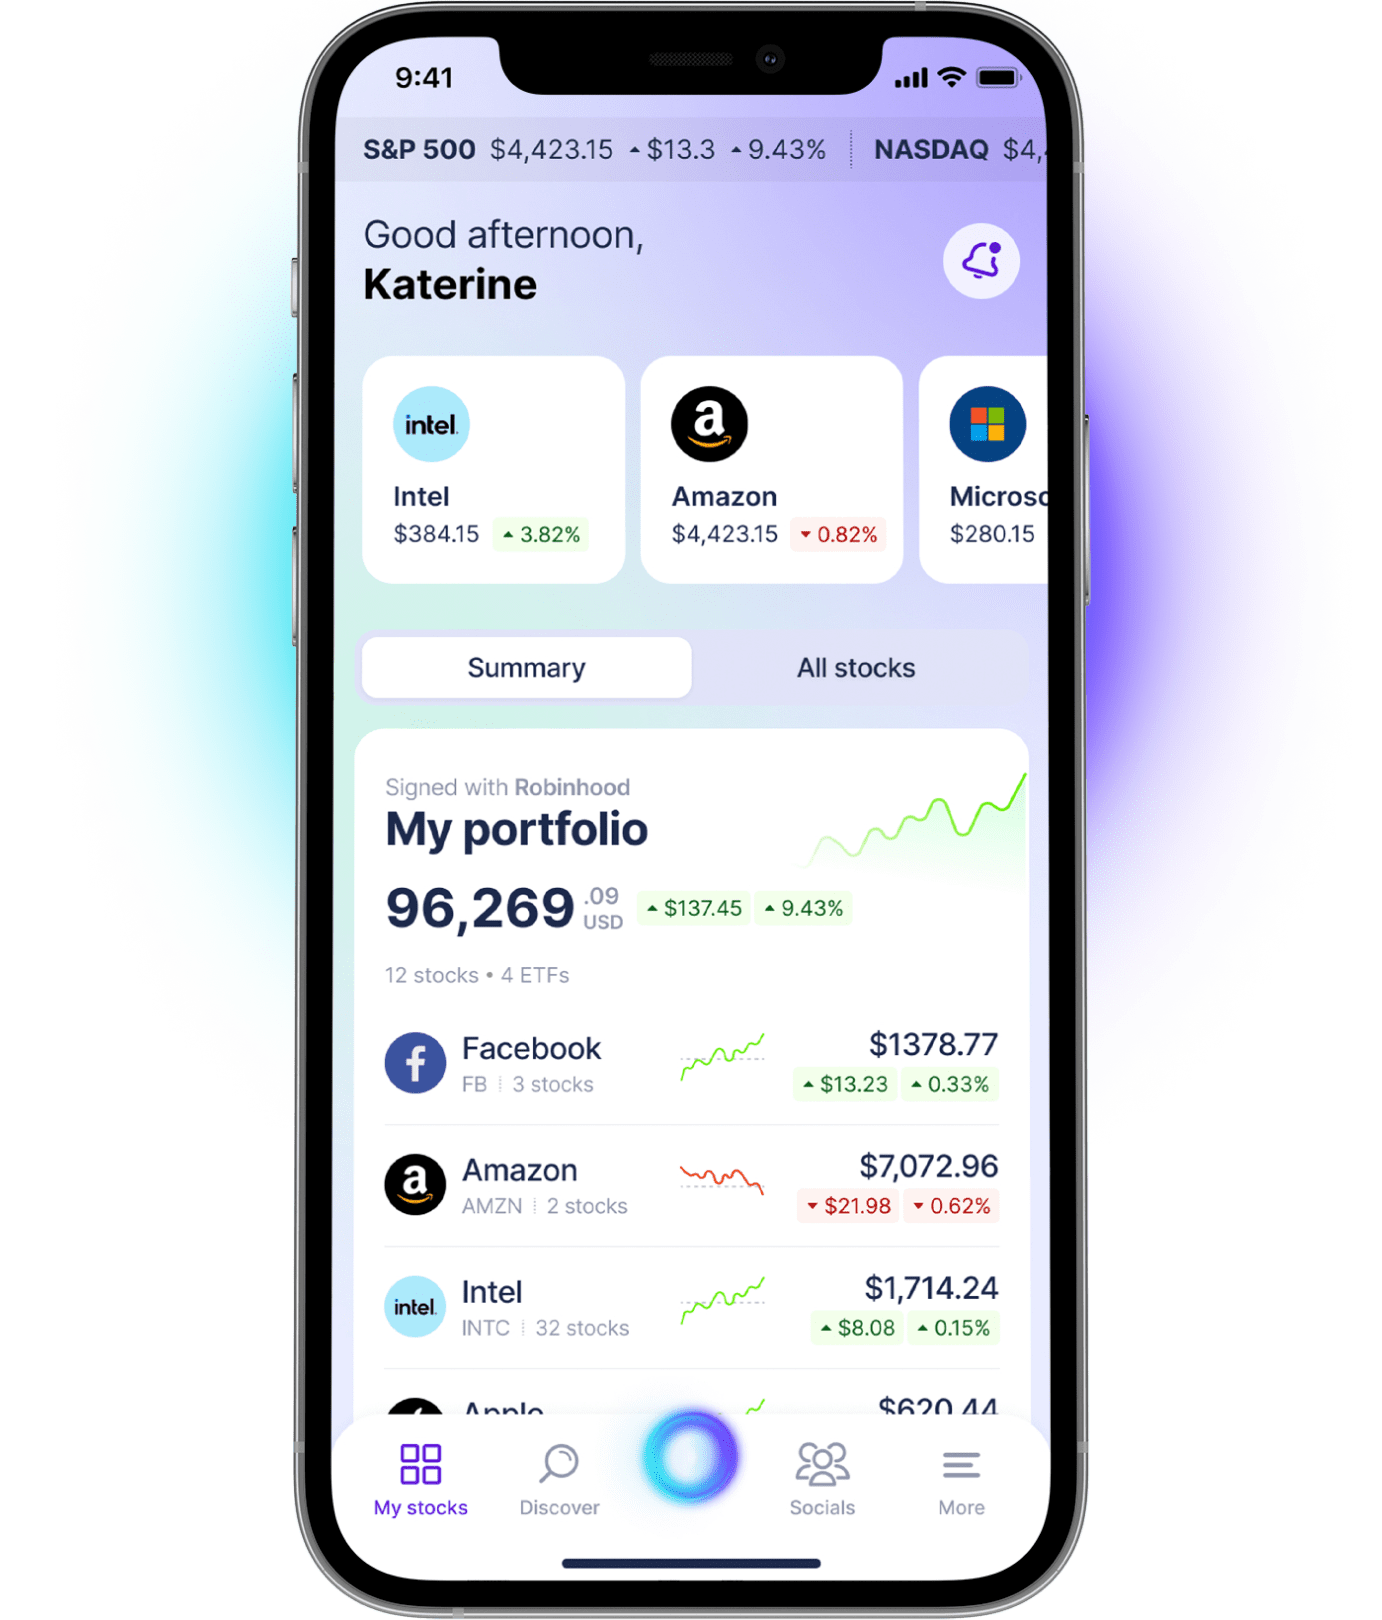 9:41
S&P 500 $4,423.15 ▲ $13.3 ▲ 9.43% NASDAQ $4,
Good afternoon,
Katerine
intel.
Intel
$384.15 ▲ 3.82%
a
Amazon
$4,423.15 ▼ 0.82%
Microso
$280.15
Summary
All stocks
Signed with Robinhood
My portfolio
96,269 .09 USD ▲ $137.45 ▲ 9.43%
12 stocks • 4 ETFs
f
Facebook
FB 3 stocks
$1378.77
▲ $13.23 ▲ 0.33%
a
Amazon
AMZN 2 stocks
$7,072.96
▼ $21.98 ▼ 0.62%
intel.
Intel
INTC 32 stocks
$1,714.24
▲ $8.08 ▲ 0.15%
Apple
$620.44
My stocks
Discover
Socials
More